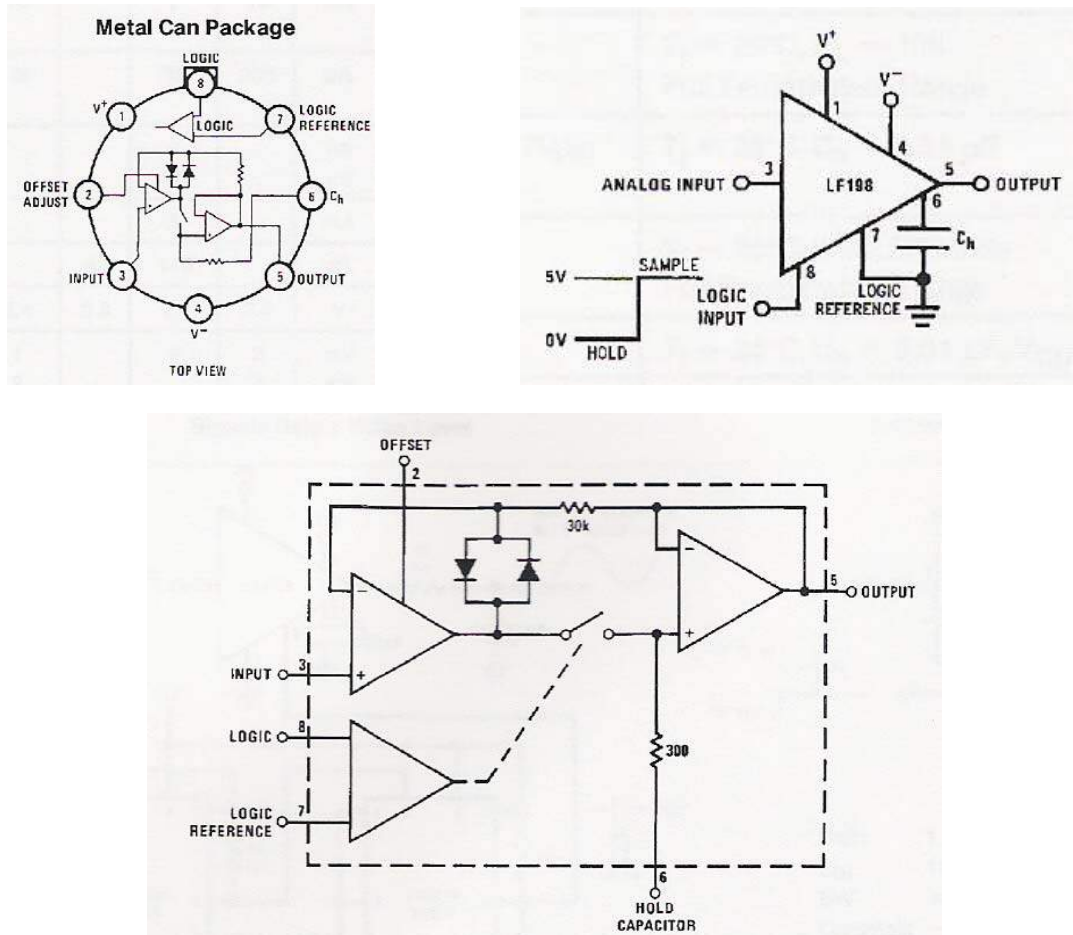 Metal Can Package
LOGIC
8
V+
1
LOGIC
7
LOGIC
REFERENCE
OFFSET
ADJUST
2
6
Ch
INPUT
3
5
OUTPUT
4
V−
TOP VIEW
V+
V−
1
4
ANALOG INPUT
3
LF198
5
OUTPUT
6
7
Ch
8
5V
SAMPLE
LOGIC
INPUT
LOGIC
REFERENCE
0V
HOLD
OFFSET
2
30k
−
−
5
OUTPUT
+
INPUT
3
+
LOGIC
8
300
LOGIC
REFERENCE
7
6
HOLD
CAPACITOR